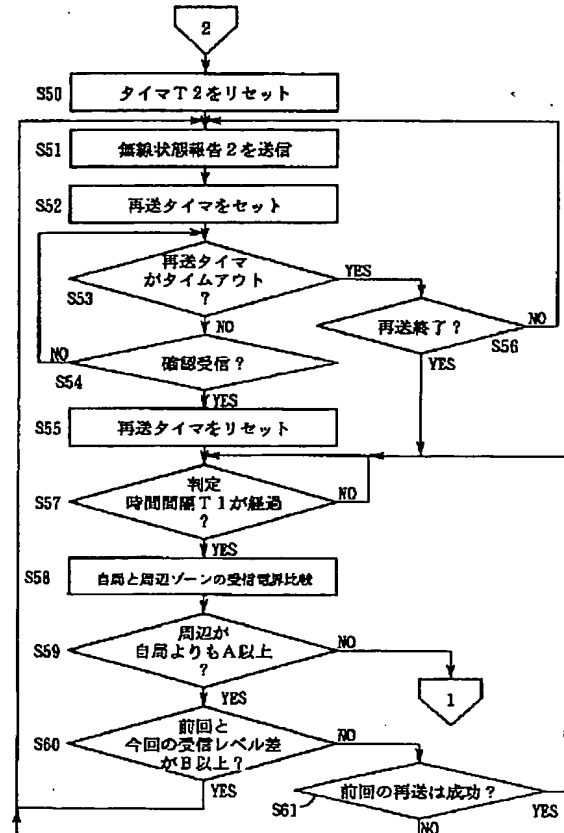 2
S50
タイマT2をリセット
S51
無線状態報告2を送信
S52
再送タイマをセット
再送タイマ
がタイムアウト
?
YES
S53
NO
再送終了?
NO
S56
NO
確認受信?
S54
YES
YES
S55
再送タイマをリセット
判定
時間間隔T1が経過
?
NO
S57
YES
S58
自局と周辺ゾーンの受信電界比較
周辺が
自局よりもA以上
?
NO
S59
1
YES
前回と
今回の受信レベル差
がB以上?
NO
S60
YES
前回の再送は成功?
S61
YES
NO